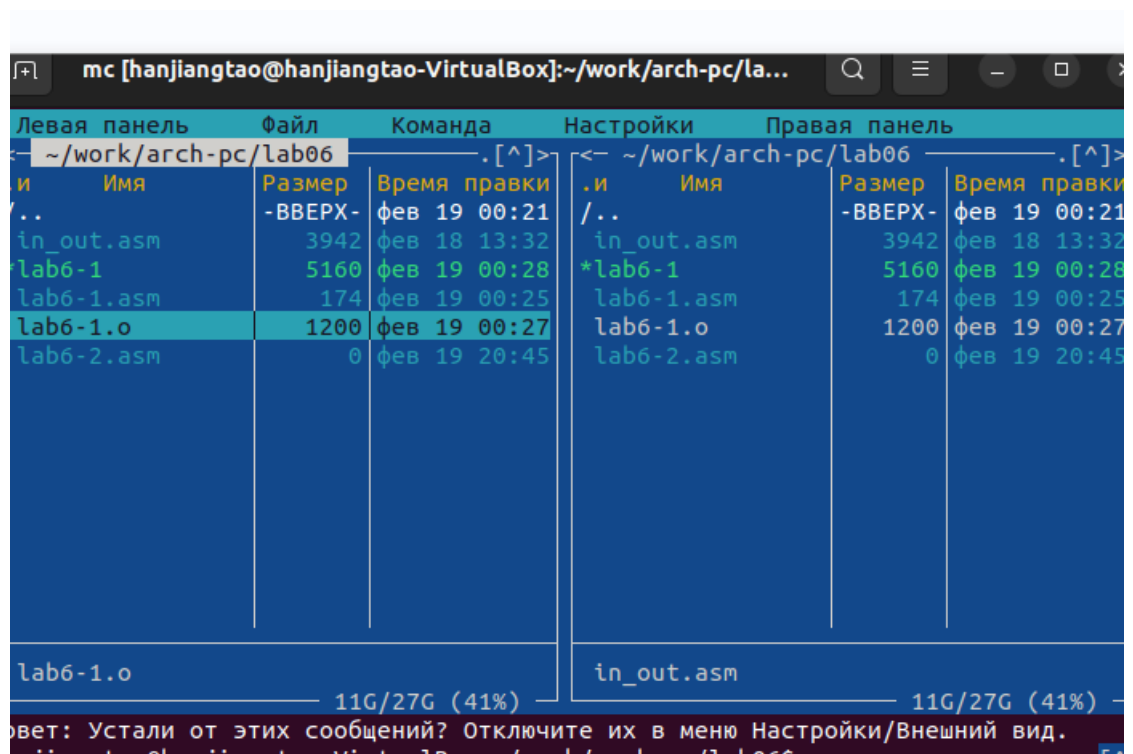 mc [hanjiangtao@hanjiangtao-VirtualBox]:~/work/arch-pc/la...
Левая панель Файл Команда Настройки Правая панель
<─ ~/work/arch-pc/lab06 ─.[^]> <─ ~/work/arch-pc/lab06 ─.[^]>
.и Имя Размер Время правки .и Имя Размер Время правки
/.. -ВВЕРХ- фев 19 00:21 /.. -ВВЕРХ- фев 19 00:21
in_out.asm 3942 фев 18 13:32 in_out.asm 3942 фев 18 13:32
*lab6-1 5160 фев 19 00:28 *lab6-1 5160 фев 19 00:28
lab6-1.asm 174 фев 19 00:25 lab6-1.asm 174 фев 19 00:25
lab6-1.o 1200 фев 19 00:27 lab6-1.o 1200 фев 19 00:27
lab6-2.asm 0 фев 19 20:45 lab6-2.asm 0 фев 19 20:45
lab6-1.o in_out.asm
11G/27G (41%) 11G/27G (41%)
овет: Устали от этих сообщений? Отключите их в меню Настройки/Внешний вид.